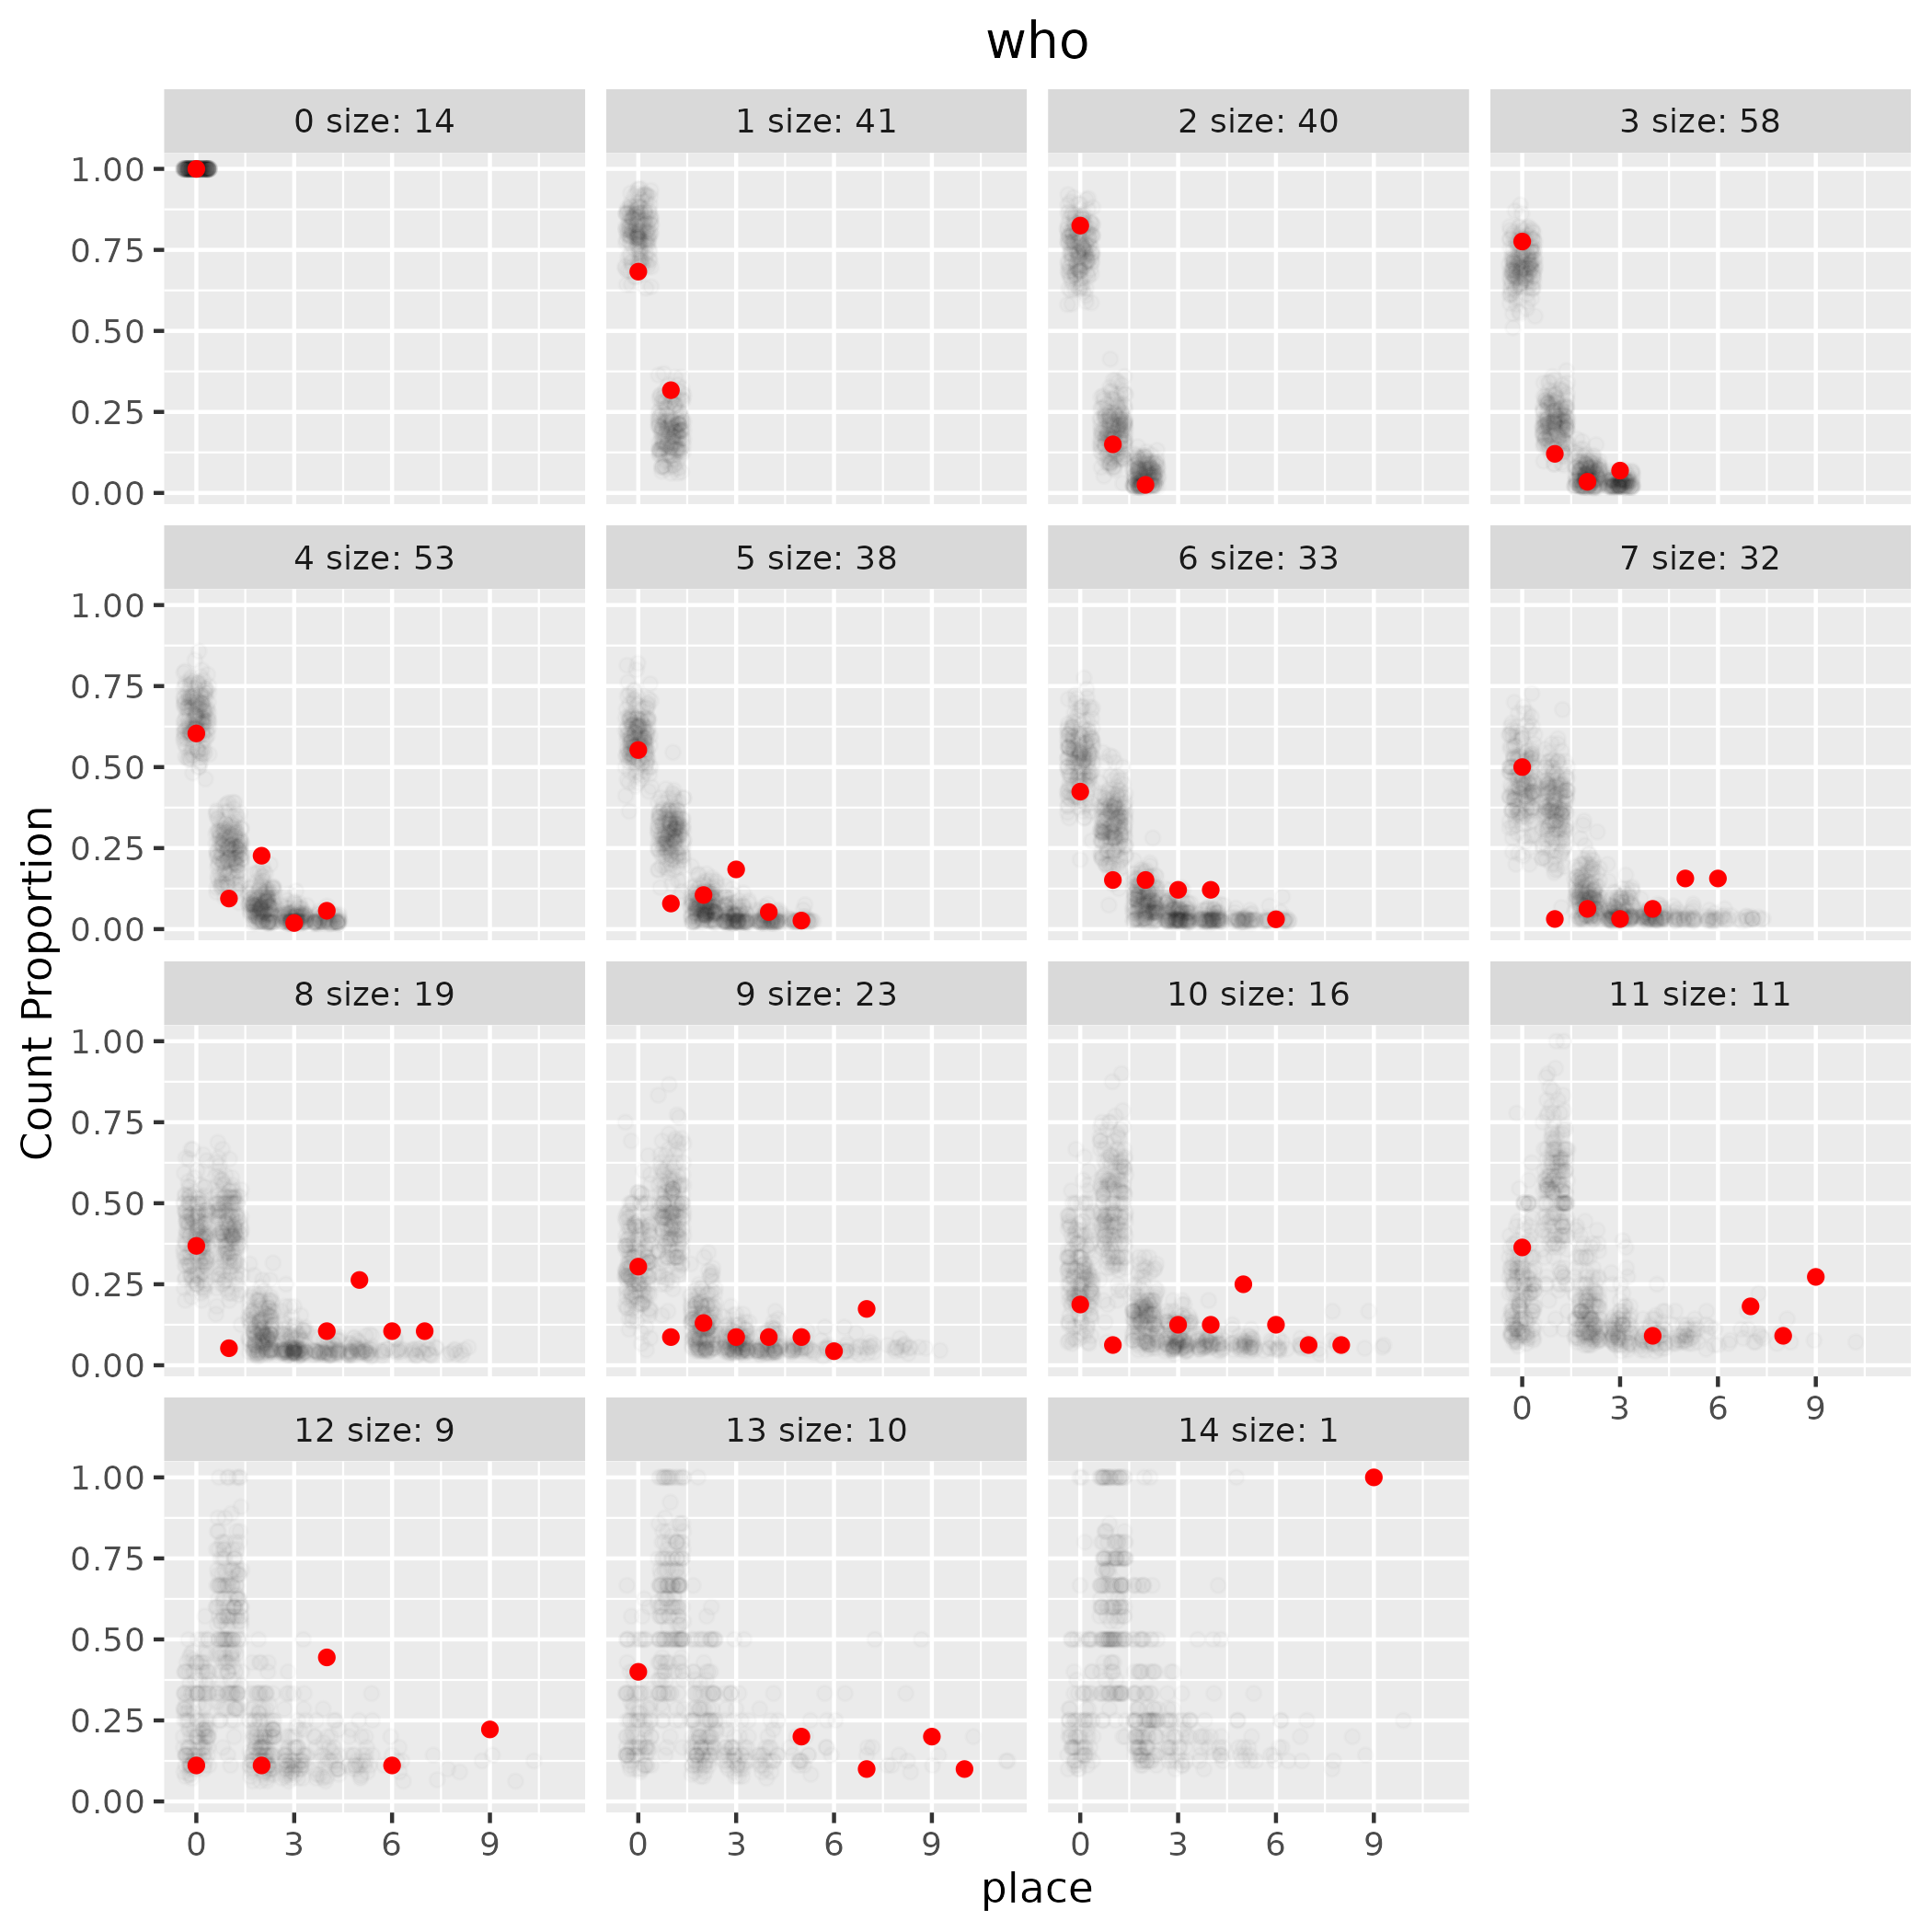 who
0 size: 14
1 size: 41
2 size: 40
3 size: 58
1.00
0.75
0.50
0.25
0.00
4 size: 53
5 size: 38
6 size: 33
7 size: 32
1.00
0.75
0.50
0.25
0.00
Count Proportion
8 size: 19
9 size: 23
10 size: 16
11 size: 11
1.00
0.75
0.50
0.25
0.00
0 3 6 9
12 size: 9
13 size: 10
14 size: 1
1.00
0.75
0.50
0.25
0.00
0 3 6 9
0 3 6 9
0 3 6 9
place